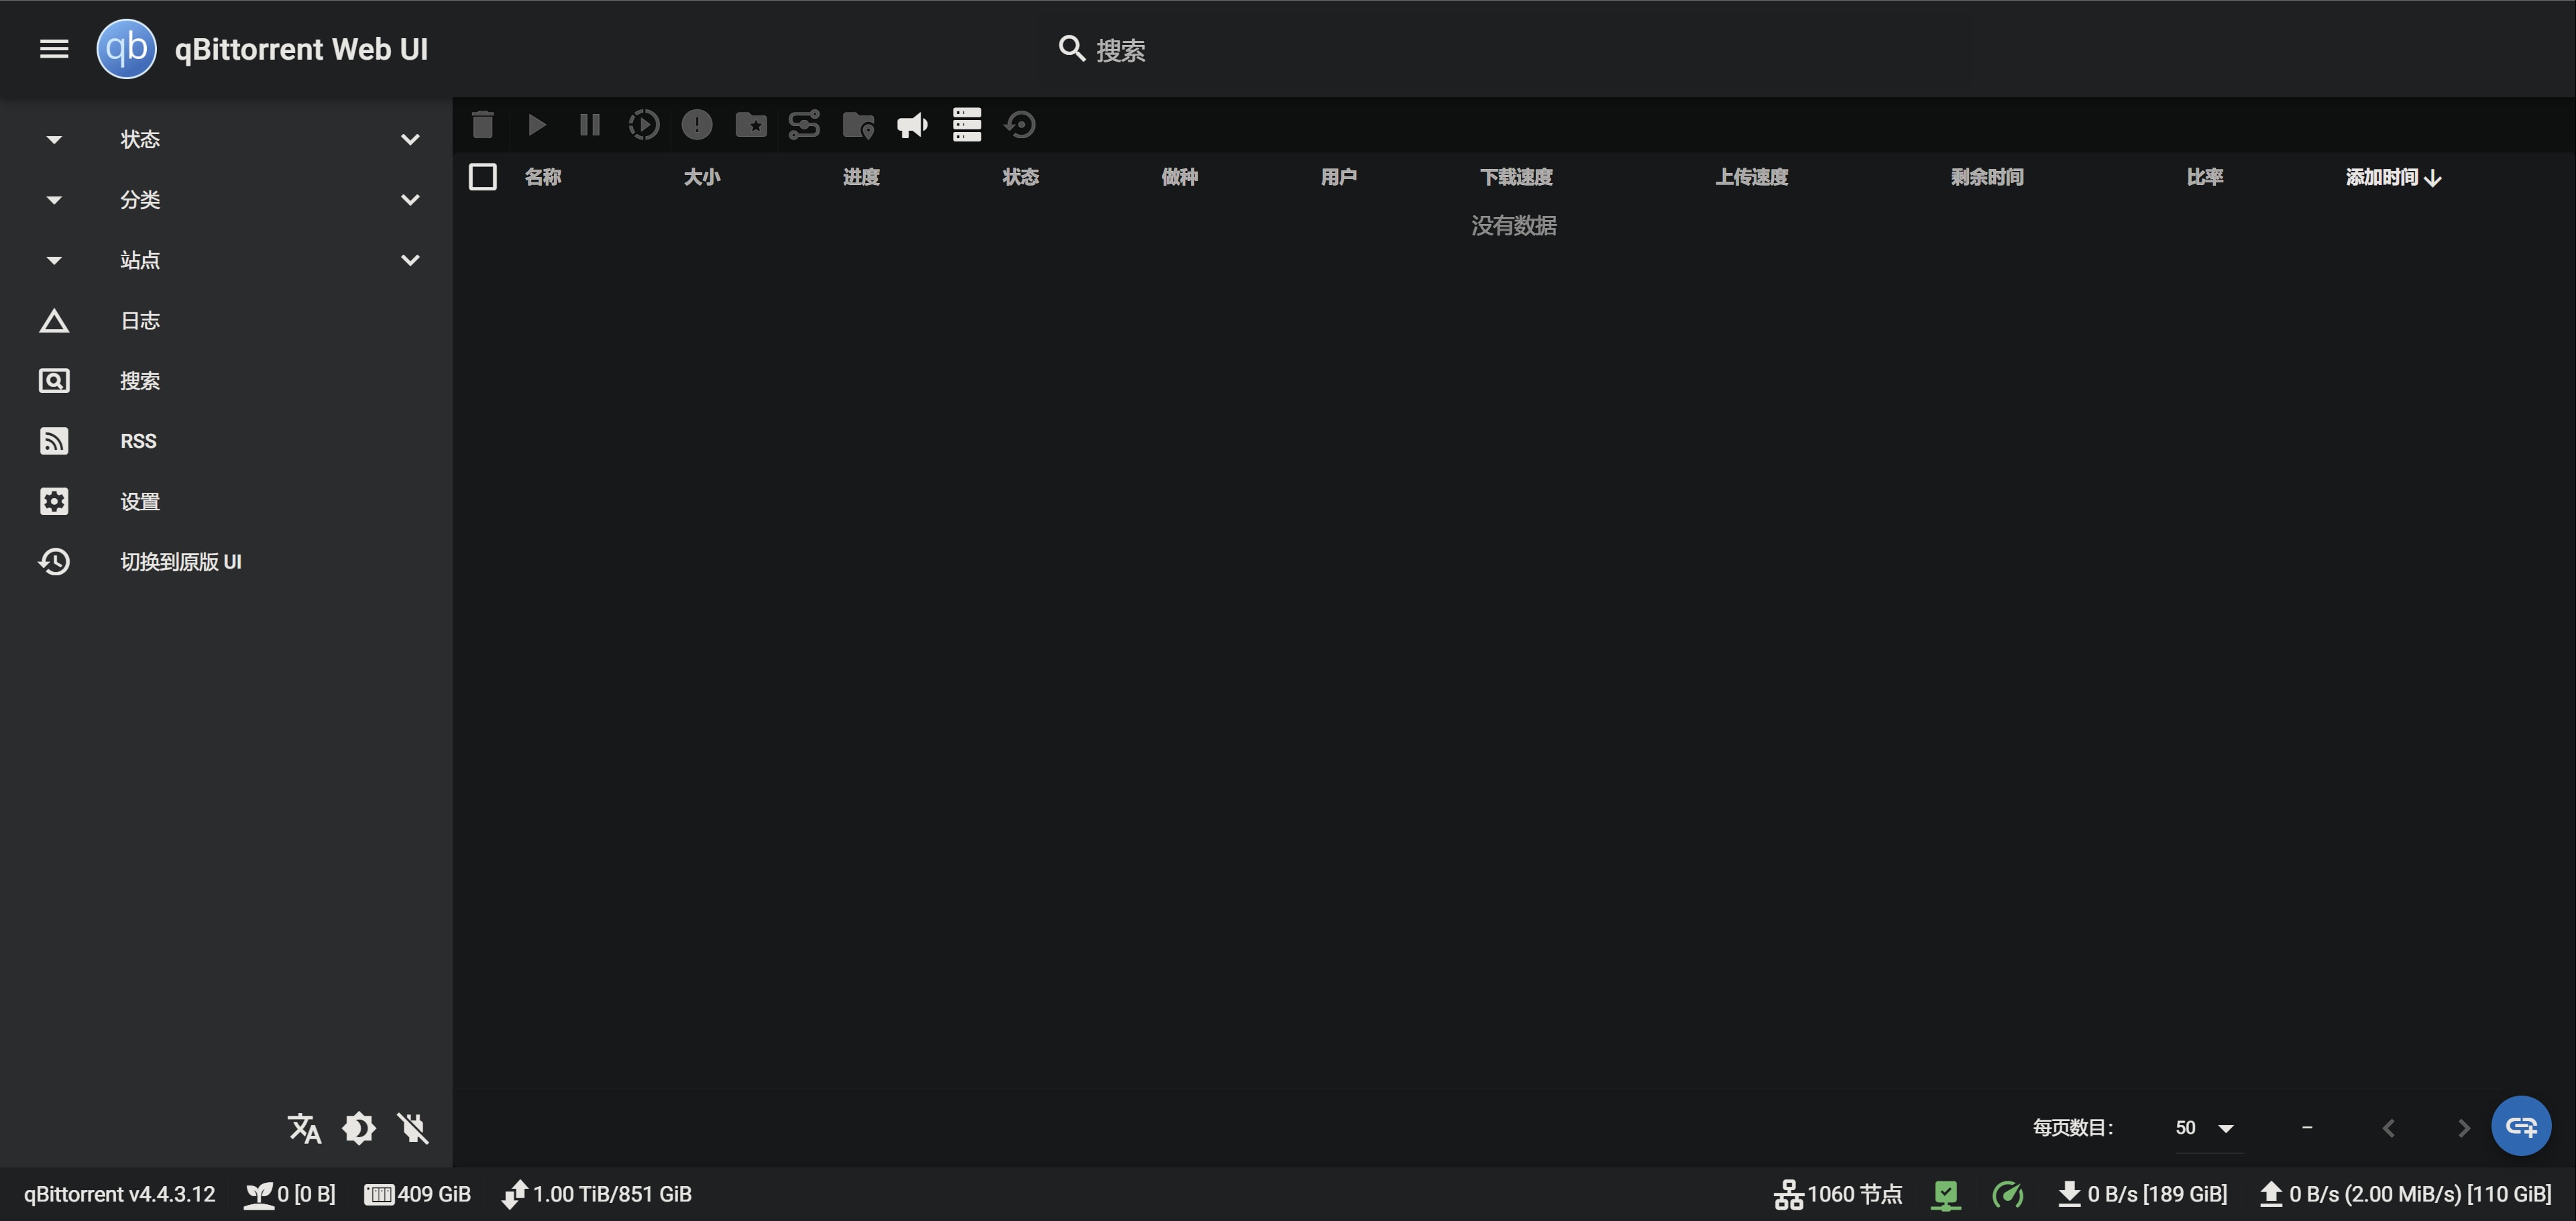 qb qBittorrent Web UI
搜索
状态
分类
站点
日志
搜索
RSS
设置
切换到原版 UI
名称 大小 进度 状态 做种 用户 下载速度 上传速度 剩余时间 比率 添加时间
没有数据
每页数目: 50 –
qBittorrent v4.4.3.12 0 [0 B] 409 GiB 1.00 TiB/851 GiB 1060 节点 0 B/s [189 GiB] 0 B/s (2.00 MiB/s) [110 GiB]